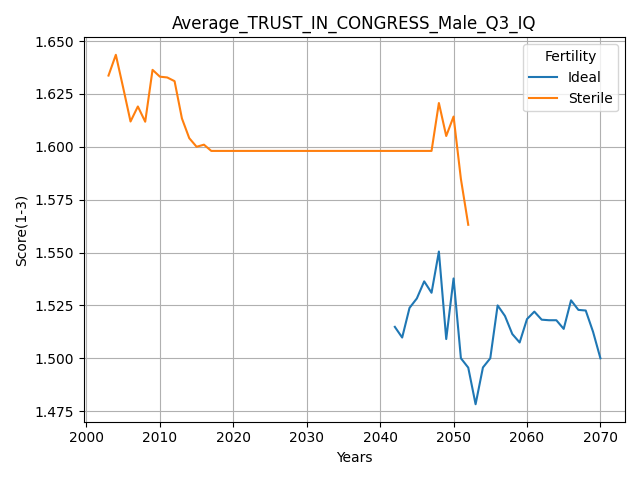 Average_TRUST_IN_CONGRESS_Male_Q3_IQ
Fertility
Ideal
Sterile
Score(1-3)
1.650
1.625
1.600
1.575
1.550
1.525
1.500
1.475
2000 2010 2020 2030 2040 2050 2060 2070
Years